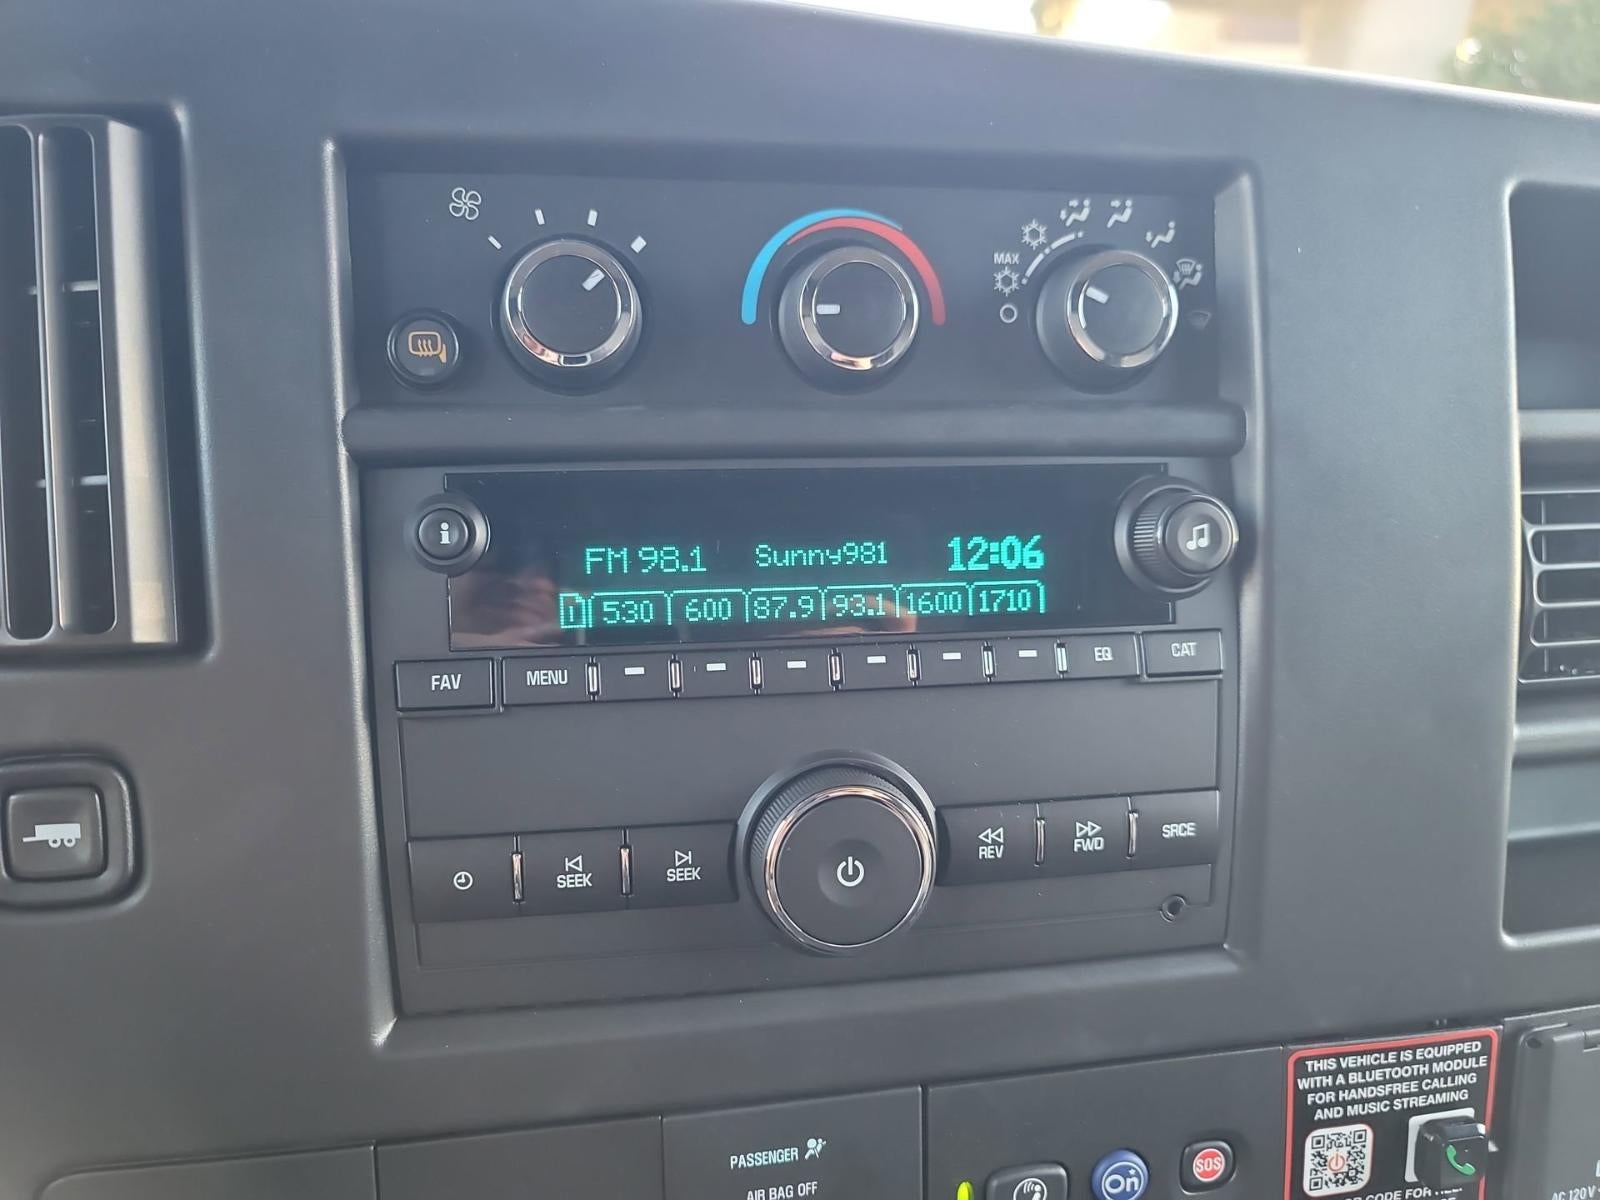 MAX
FM 98.1 Sunny981 12:06
1 530 600 87.9 93.1 1600 1710
FAV MENU EQ CAT
SEEK SEEK REV FWD SRCE
THIS VEHICLE IS EQUIPPED
WITH A BLUETOOTH MODULE
FOR HANDSFREE CALLING
AND MUSIC STREAMING
PASSENGER
AIR BAG OFF
On
SOS
AC 120V